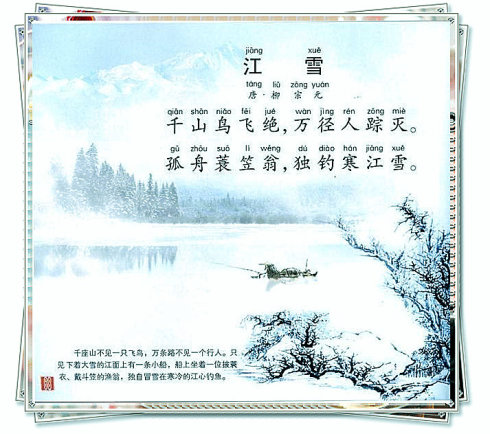 jiāng xuě
江 雪
táng liǔ zōng yuán
唐·柳 宗 元
qiān shān niǎo fēi jué wàn jìng rén zōng miè
千山鸟飞绝,万径人踪灭。
gū zhōu suō lì wēng dú diào hán jiāng xuě
孤舟蓑笠翁,独钓寒江雪。
千座山不见一只飞鸟,万条路不见一个行人。只
见下着大雪的江面上有一条小船,船上坐着一位披蓑
衣、戴斗笠的渔翁,独自冒雪在寒冷的江心钓鱼。